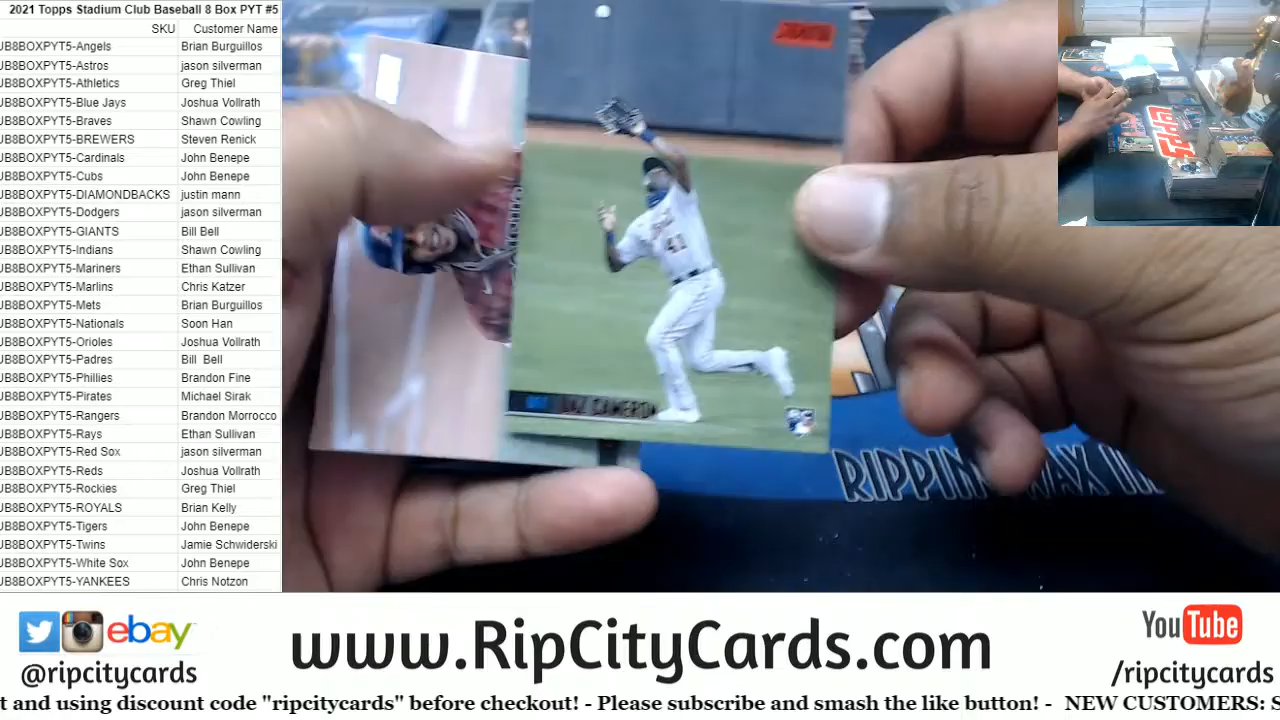 2021 Topps Stadium Club Baseball 8 Box PYT #5
SKU Customer Name
JB8BOXPYT5-Angels Brian Burguillos
JB8BOXPYT5-Astros jason silverman
JB8BOXPYT5-Athletics Greg Thiel
JB8BOXPYT5-Blue Jays Joshua Vollrath
JB8BOXPYT5-Braves Shawn Cowling
JB8BOXPYT5-BREWERS Steven Renick
JB8BOXPYT5-Cardinals John Benepe
JB8BOXPYT5-Cubs John Benepe
JB8BOXPYT5-DIAMONDBACKS justin mann
JB8BOXPYT5-Dodgers jason silverman
JB8BOXPYT5-GIANTS Bill Bell
JB8BOXPYT5-Indians Shawn Cowling
JB8BOXPYT5-Mariners Ethan Sullivan
JB8BOXPYT5-Marlins Chris Katzer
JB8BOXPYT5-Mets Brian Burguillos
JB8BOXPYT5-Nationals Soon Han
JB8BOXPYT5-Orioles Joshua Vollrath
JB8BOXPYT5-Padres Bill Bell
JB8BOXPYT5-Phillies Brandon Fine
JB8BOXPYT5-Pirates Michael Sirak
JB8BOXPYT5-Rangers Brandon Morrocco
JB8BOXPYT5-Rays Ethan Sullivan
JB8BOXPYT5-Red Sox jason silverman
JB8BOXPYT5-Reds Joshua Vollrath
JB8BOXPYT5-Rockies Greg Thiel
JB8BOXPYT5-ROYALS Brian Kelly
JB8BOXPYT5-Tigers John Benepe
JB8BOXPYT5-Twins Jamie Schwiderski
JB8BOXPYT5-White Sox John Benepe
JB8BOXPYT5-YANKEES Chris Notzon
TOPPS
41
DAZ CAMERON
RIPPIN WAX
ebay
@ripcitycards
www.RipCityCards.com
YouTube
/ripcitycards
t and using discount code "ripcitycards" before checkout! - Please subscribe and smash the like button! - NEW CUSTOMERS: S